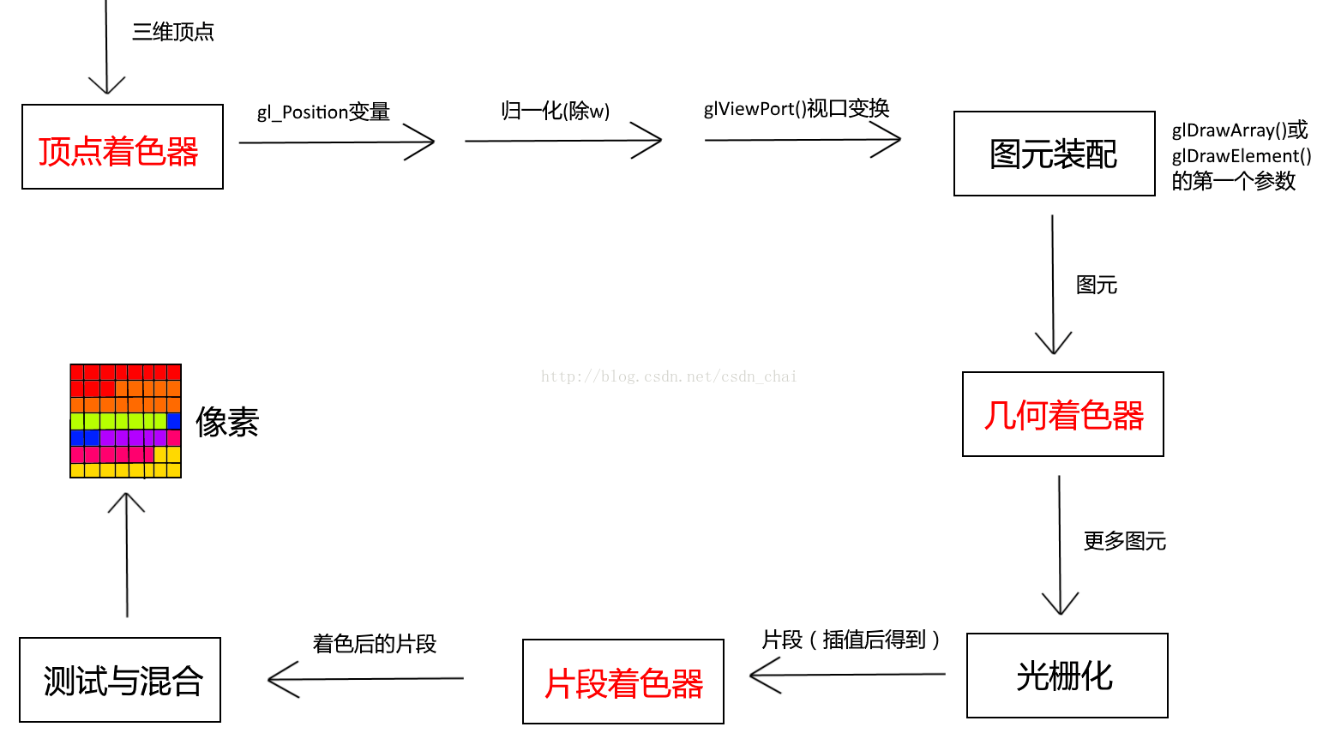 三维顶点
顶点着色器
gl_Position变量
归一化(除w)
glViewPort()视口变换
图元装配
glDrawArray()或
glDrawElement()
的第一个参数
图元
几何着色器
更多图元
光栅化
片段（插值后得到）
片段着色器
着色后的片段
测试与混合
像素
http://blog.csdn.net/csdn_chai